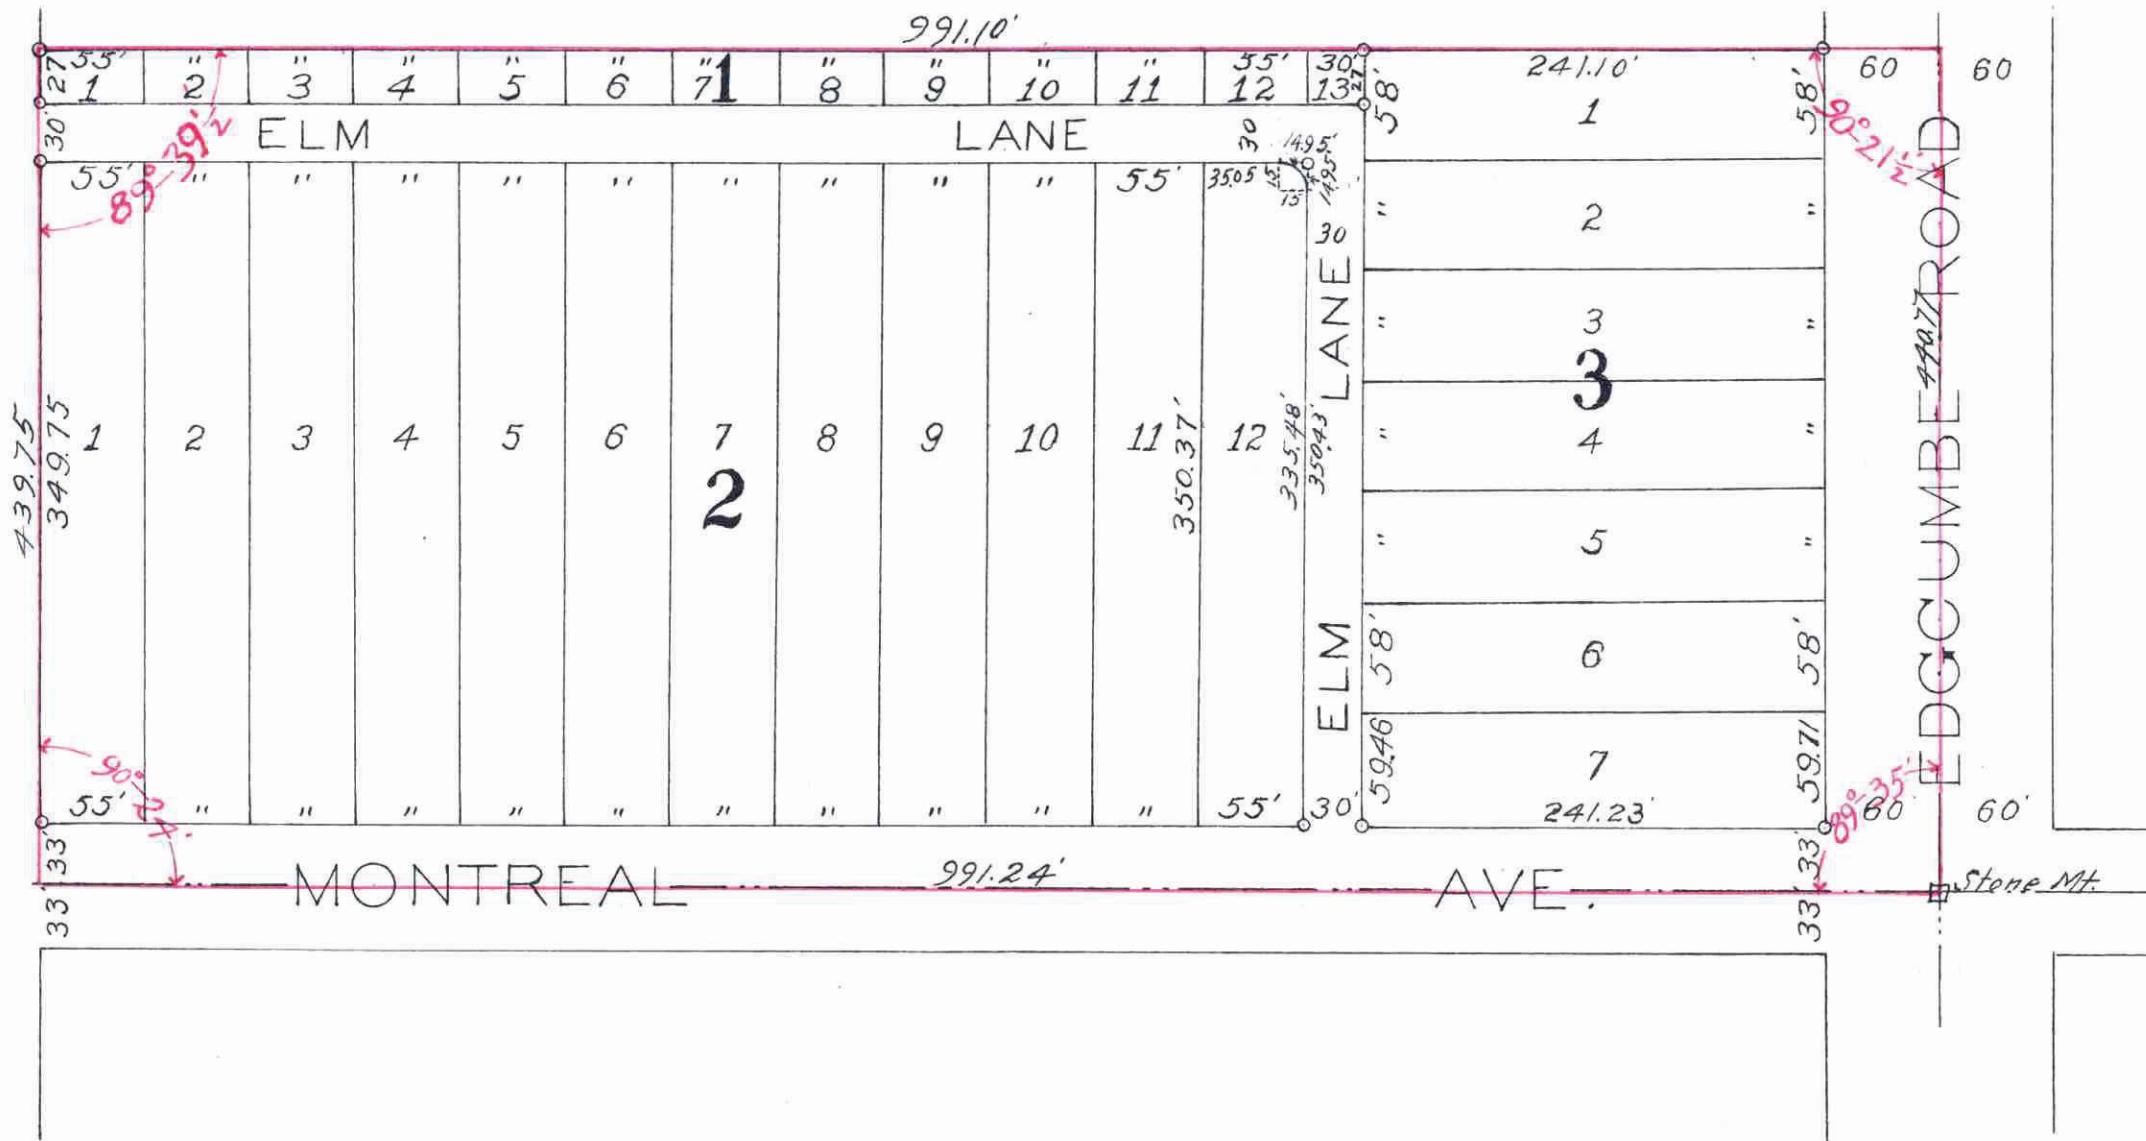 991.10'
27 55' " " " " " " " " " " 55' 30' 27' 241.10' 60 60
1 2 3 4 5 6 7 8 9 10 11 12 13
1
58' 1 58'
90°-21½'
30' ELM LANE 30 14.95'
89°-39½'
55' " " " " " " " " " 55' 35.05 15 15 14.95'
" 2 "
30
" 3 "
3
439.75 349.75 1 2 3 4 5 6 7 8 9 10 11 350.37' 12 335.48' 350.43' " 4 "
2
ELM LANE
" 5 "
440.77
EDGCUMBE ROAD
58' 6 58'
59.46 7 59.71
90°-24'
89°-35'
55' " " " " " " " " " " 55' 30' 241.23' 60 60'
33' 33'
MONTREAL 991.24' AVE. Stone Mt.
33 33'